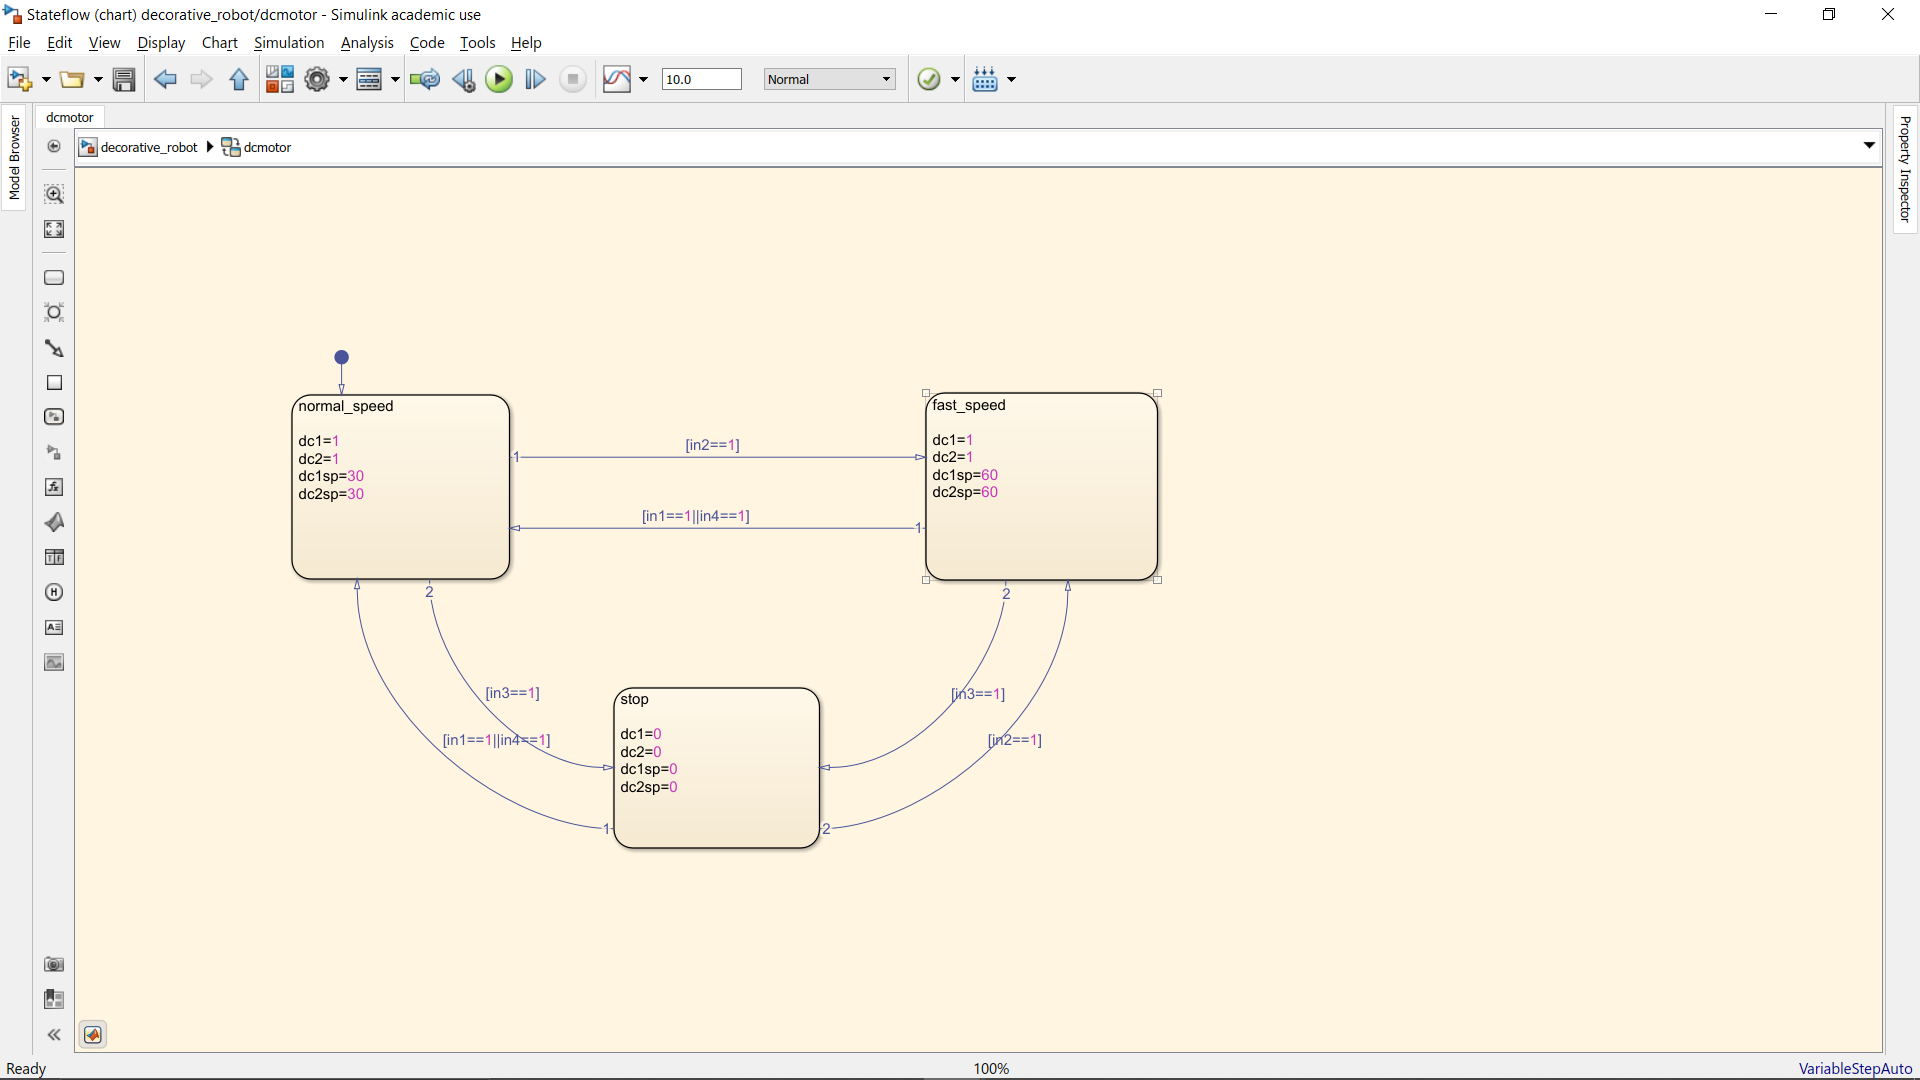 Stateflow (chart) decorative_robot/dcmotor - Simulink academic use
File Edit View Display Chart Simulation Analysis Code Tools Help
10.0 Normal
Model Browser
dcmotor
decorative_robot dcmotor
Property Inspector
normal_speed
dc1=1
dc2=1
dc1sp=30
dc2sp=30
fast_speed
dc1=1
dc2=1
dc1sp=60
dc2sp=60
1
[in2==1]
[in1==1||in4==1]
1
2
2
[in3==1]
[in1==1||in4==1]
[in3==1]
[in2==1]
stop
dc1=0
dc2=0
dc1sp=0
dc2sp=0
1
2
Ready 100% VariableStepAuto